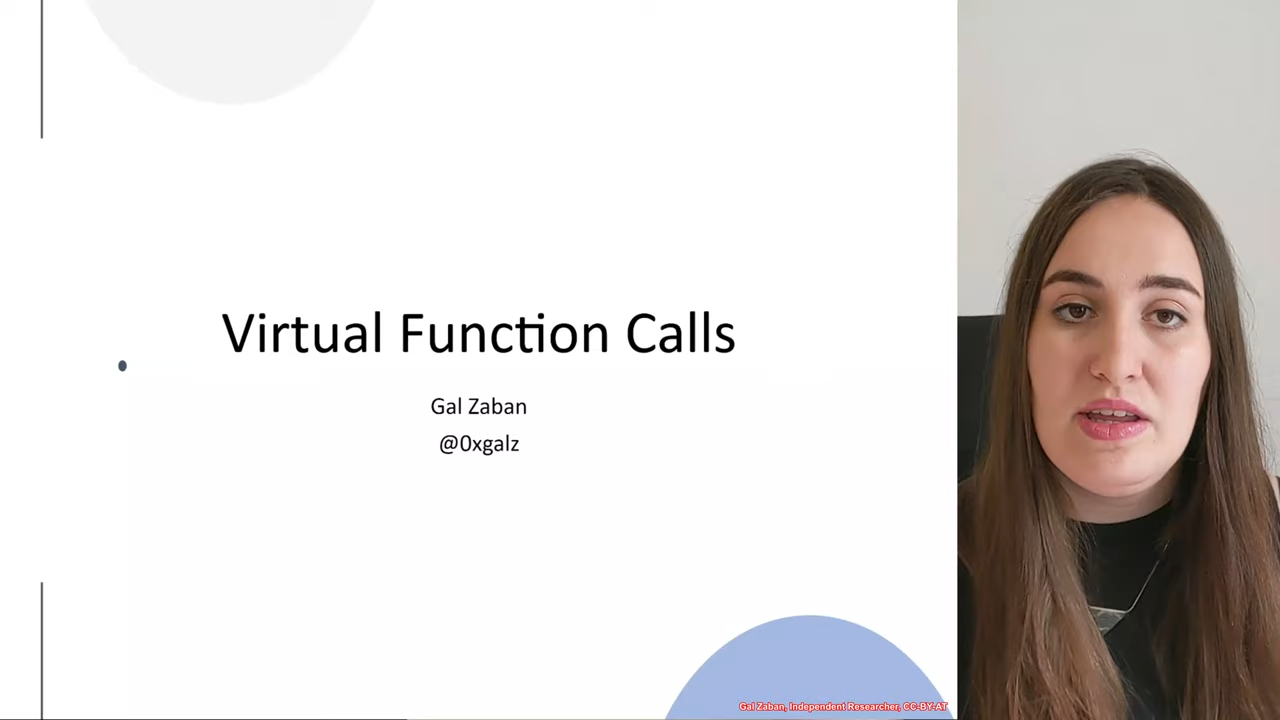 Virtual Function Calls
Gal Zaban
@0xgalz
Gal Zaban, Independent Researcher, CC-BY-AT